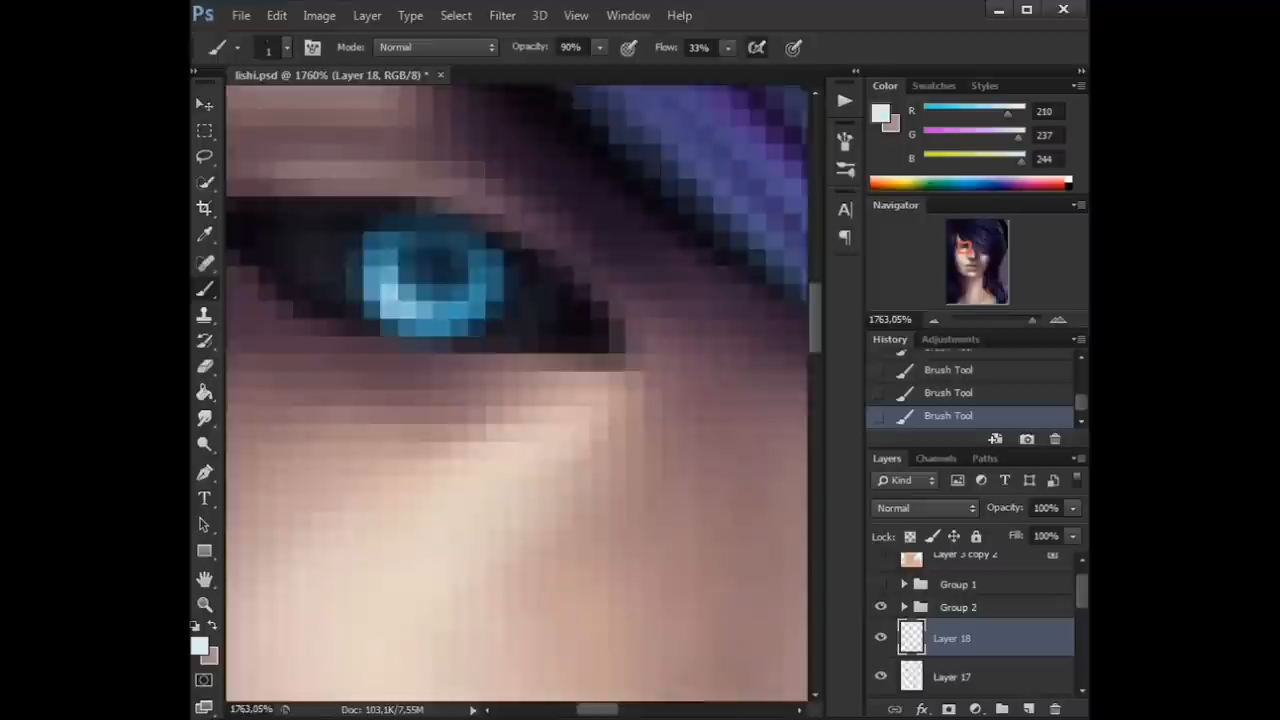 Ps File Edit Image Layer Type Select Filter 3D View Window Help
1 Mode: Normal Opacity: 90% Flow: 33%
lishi.psd @ 1760% (Layer 18, RGB/8) * ×
Color Swatches Styles
R 210
G 237
B 244
Navigator
1763,05%
History Adjustments
Brush Tool
Brush Tool
Brush Tool
Brush Tool
Layers Channels Paths
Kind
Normal Opacity: 100%
Lock: Fill: 100%
Layer 3 copy 2
Group 1
Group 2
Layer 18
Layer 17
1763,05% Doc: 103,1K/7,55M